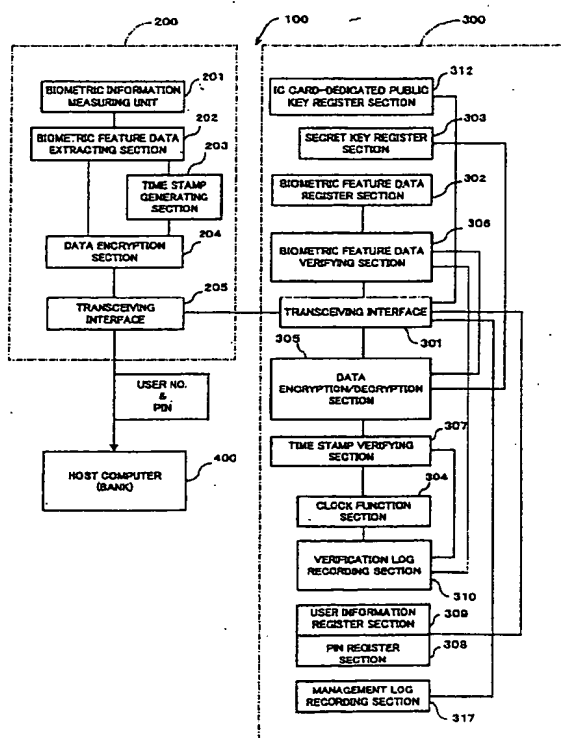 200
100
300
BIOMETRIC INFORMATION
MEASURING UNIT
201
BIOMETRIC FEATURE DATA
EXTRACTING SECTION
202
203
TIME STAMP
GENERATING
SECTION
DATA ENCRYPTION
SECTION
204
TRANSCEIVING
INTERFACE
205
USER NO.
&
PIN
HOST COMPUTER
(BANK)
400
IC CARD-DEDICATED PUBLIC
KEY REGISTER SECTION
312
SECRET KEY REGISTER
SECTION
303
BIOMETRIC FEATURE DATA
REGISTER SECTION
302
BIOMETRIC FEATURE DATA
VERIFYING SECTION
306
TRANSCEIVING INTERFACE
301
305
DATA
ENCRYPTION/DECRYPTION
SECTION
307
TIME STAMP VERIFYING
SECTION
304
CLOCK FUNCTION
SECTION
VERIFICATION LOG
RECORDING SECTION
310
USER INFORMATION
REGISTER SECTION
309
PIN REGISTER
SECTION
308
MANAGEMENT LOG
RECORDING SECTION
317